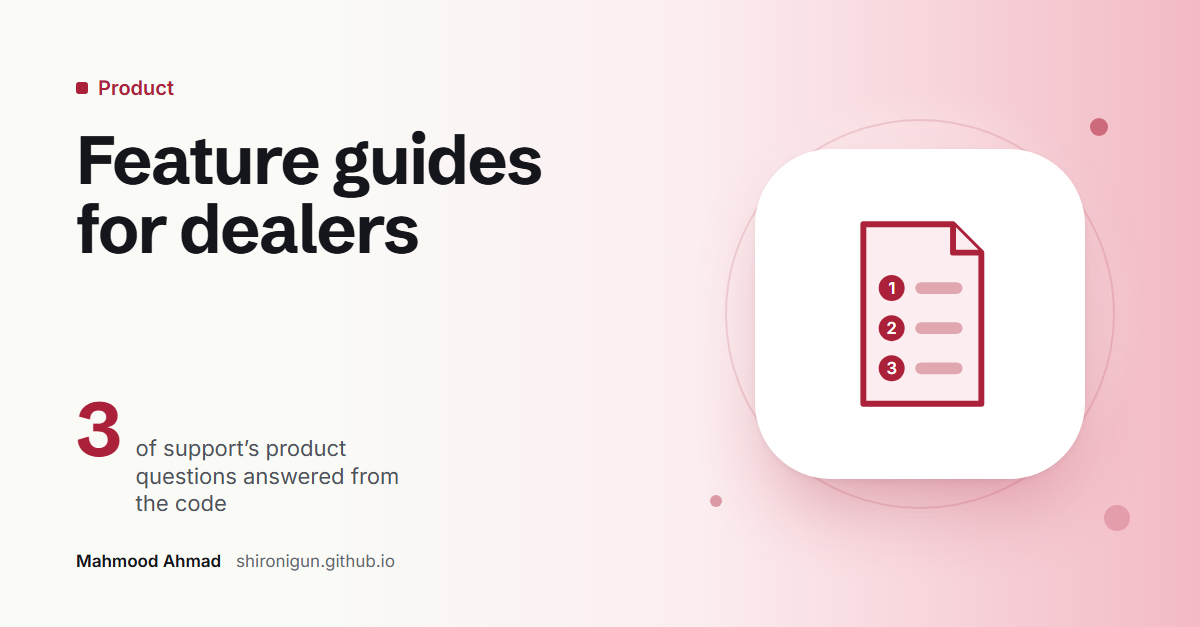 Product
Feature guides
for dealers
3
of support’s product
questions answered from
the code
Mahmood Ahmad shironigun.github.io
1
2
3